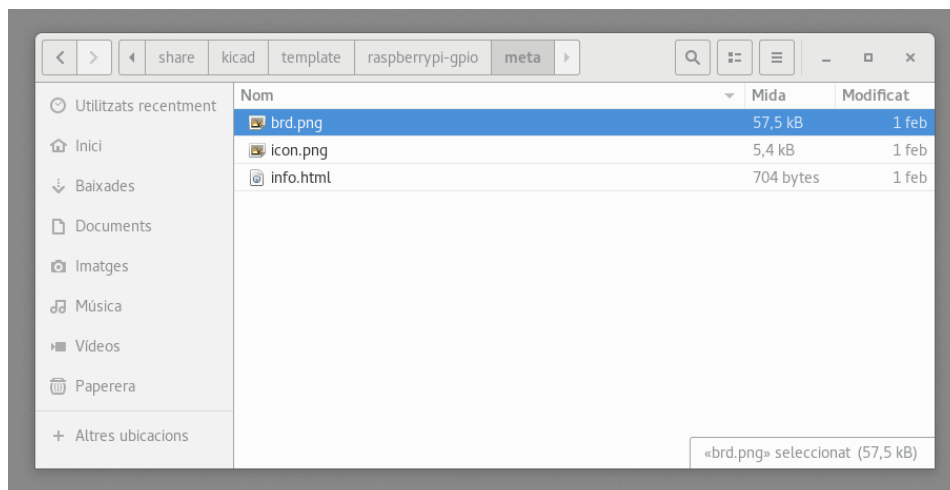 share kicad template raspberrypi-gpio meta
Utilitzats recentment
Inici
Baixades
Documents
Imatges
Música
Vídeos
Paperera
Altres ubicacions
Nom Mida Modificat
brd.png 57,5 kB 1 feb
icon.png 5,4 kB 1 feb
info.html 704 bytes 1 feb
«brd.png» seleccionat (57,5 kB)